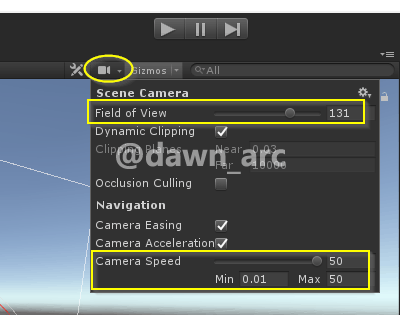 Gizmos
All
Scene Camera
Field of View 131
Dynamic Clipping
Clipping Planes Near 0.03
Far 10000
@dawn_arc
Occlusion Culling
Navigation
Camera Easing
Camera Acceleration
Camera Speed 50
Min 0.01 Max 50